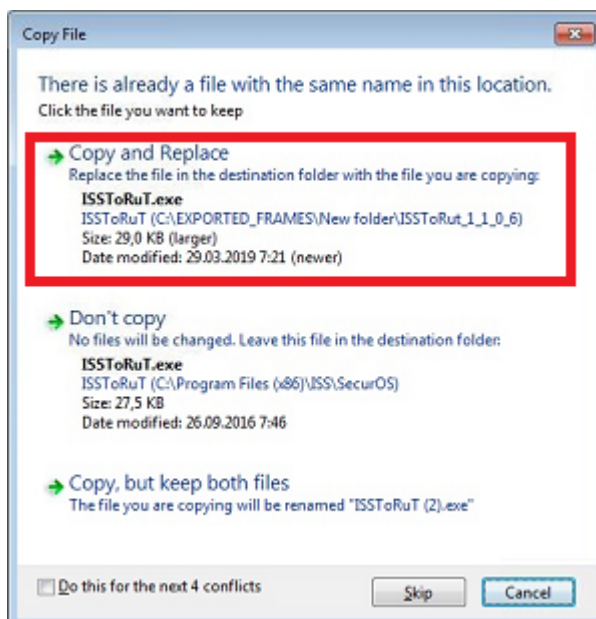 Copy File
There is already a file with the same name in this location.
Click the file you want to keep
Copy and Replace
Replace the file in the destination folder with the file you are copying:
ISSToRuT.exe
ISSToRuT (C:\EXPORTED_FRAMES\New folder\ISSToRut_1_1_0_6)
Size: 29,0 KB (larger)
Date modified: 29.03.2019 7:21 (newer)
Don't copy
No files will be changed. Leave this file in the destination folder:
ISSToRuT.exe
ISSToRuT (C:\Program Files (x86)\ISS\SecurOS)
Size: 27,5 KB
Date modified: 26.09.2016 7:46
Copy, but keep both files
The file you are copying will be renamed "ISSToRuT (2).exe"
Do this for the next 4 conflicts
Skip
Cancel